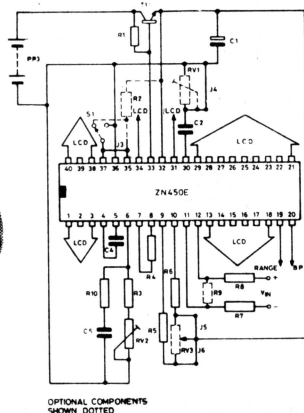 T1
R1
C1
PP3
RV1
R2
LCD
LCD
J4
S1
LCD
J3
C2
LCD
40 39 38 37 36 35 34 33 32 31 30 29 28 27 26 25 24 23 22 21
ZN450E
1 2 3 4 5 6 7 8 9 10 11 12 13 14 15 16 17 18 19 20
LCD
C4
LCD
RANGE
BP
R4
R6
R8
+
R10
R3
R9
VIN
R7
-
C5
RV2
R5
J5
RV3
J6
OPTIONAL COMPONENTS
SHOWN DOTTED